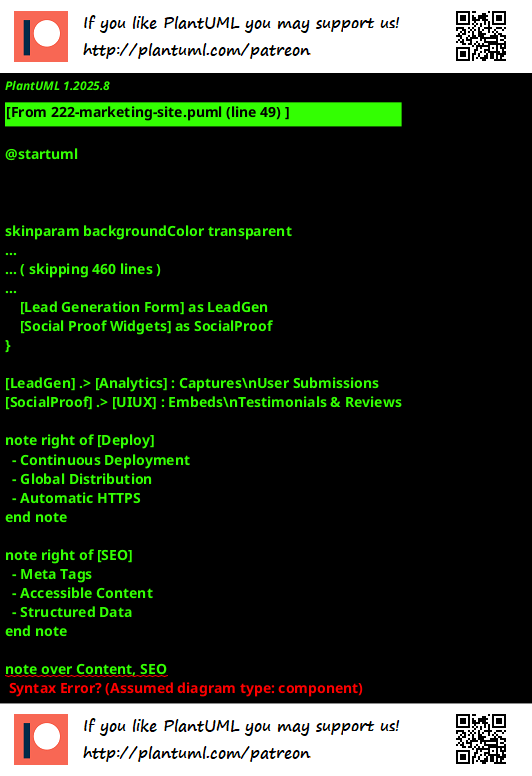 If you like PlantUML you may support us!
http://plantuml.com/patreon
PlantUML 1.2025.8
[From 222-marketing-site.puml (line 49) ]
@startuml
skinparam backgroundColor transparent
...
... ( skipping 460 lines )
...
[Lead Generation Form] as LeadGen
[Social Proof Widgets] as SocialProof
}
[LeadGen] .> [Analytics] : Captures\nUser Submissions
[SocialProof] .> [UIUX] : Embeds\nTestimonials & Reviews
note right of [Deploy]
- Continuous Deployment
- Global Distribution
- Automatic HTTPS
end note
note right of [SEO]
- Meta Tags
- Accessible Content
- Structured Data
end note
note over Content, SEO
Syntax Error? (Assumed diagram type: component)
If you like PlantUML you may support us!
http://plantuml.com/patreon